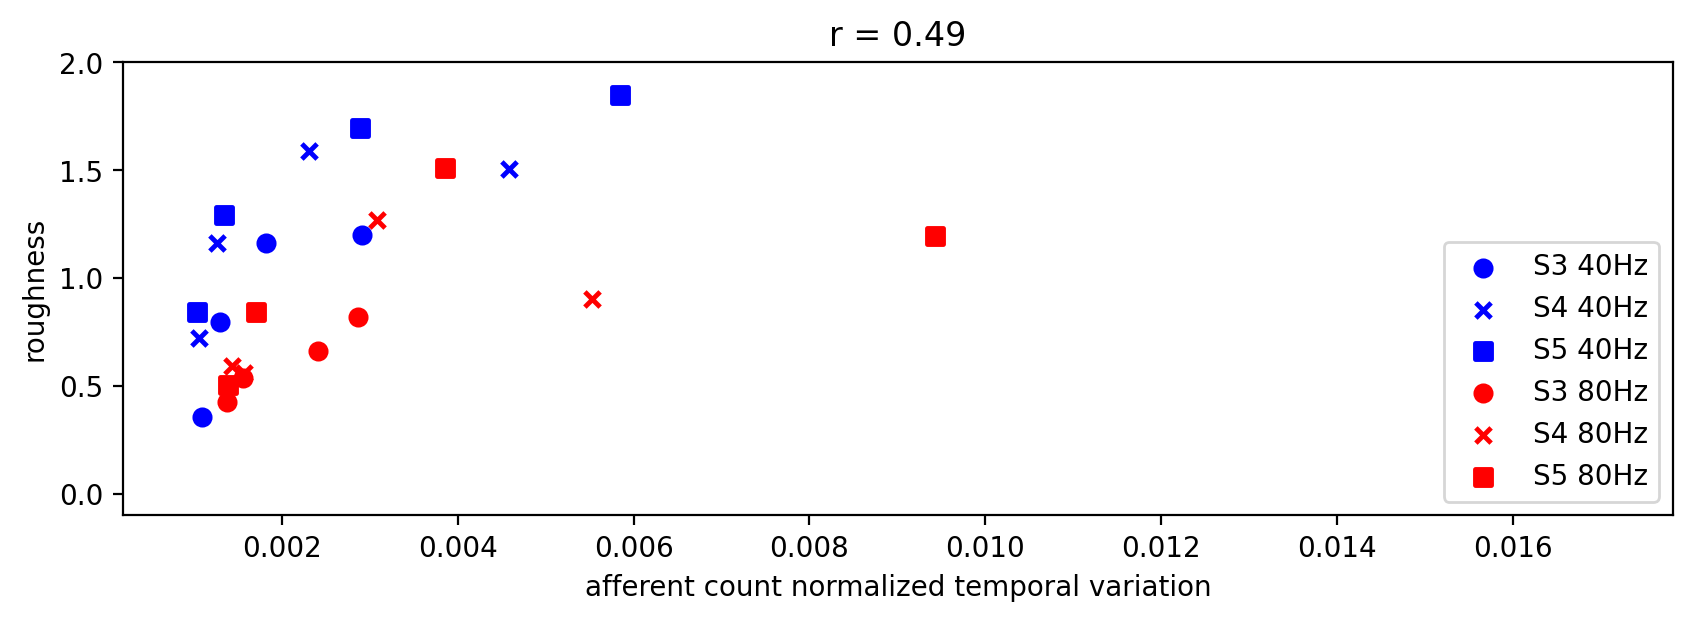 r = 0.49
2.0
1.5
1.0
0.5
0.0
roughness
S3 40Hz
S4 40Hz
S5 40Hz
S3 80Hz
S4 80Hz
S5 80Hz
0.002 0.004 0.006 0.008 0.010 0.012 0.014 0.016
afferent count normalized temporal variation